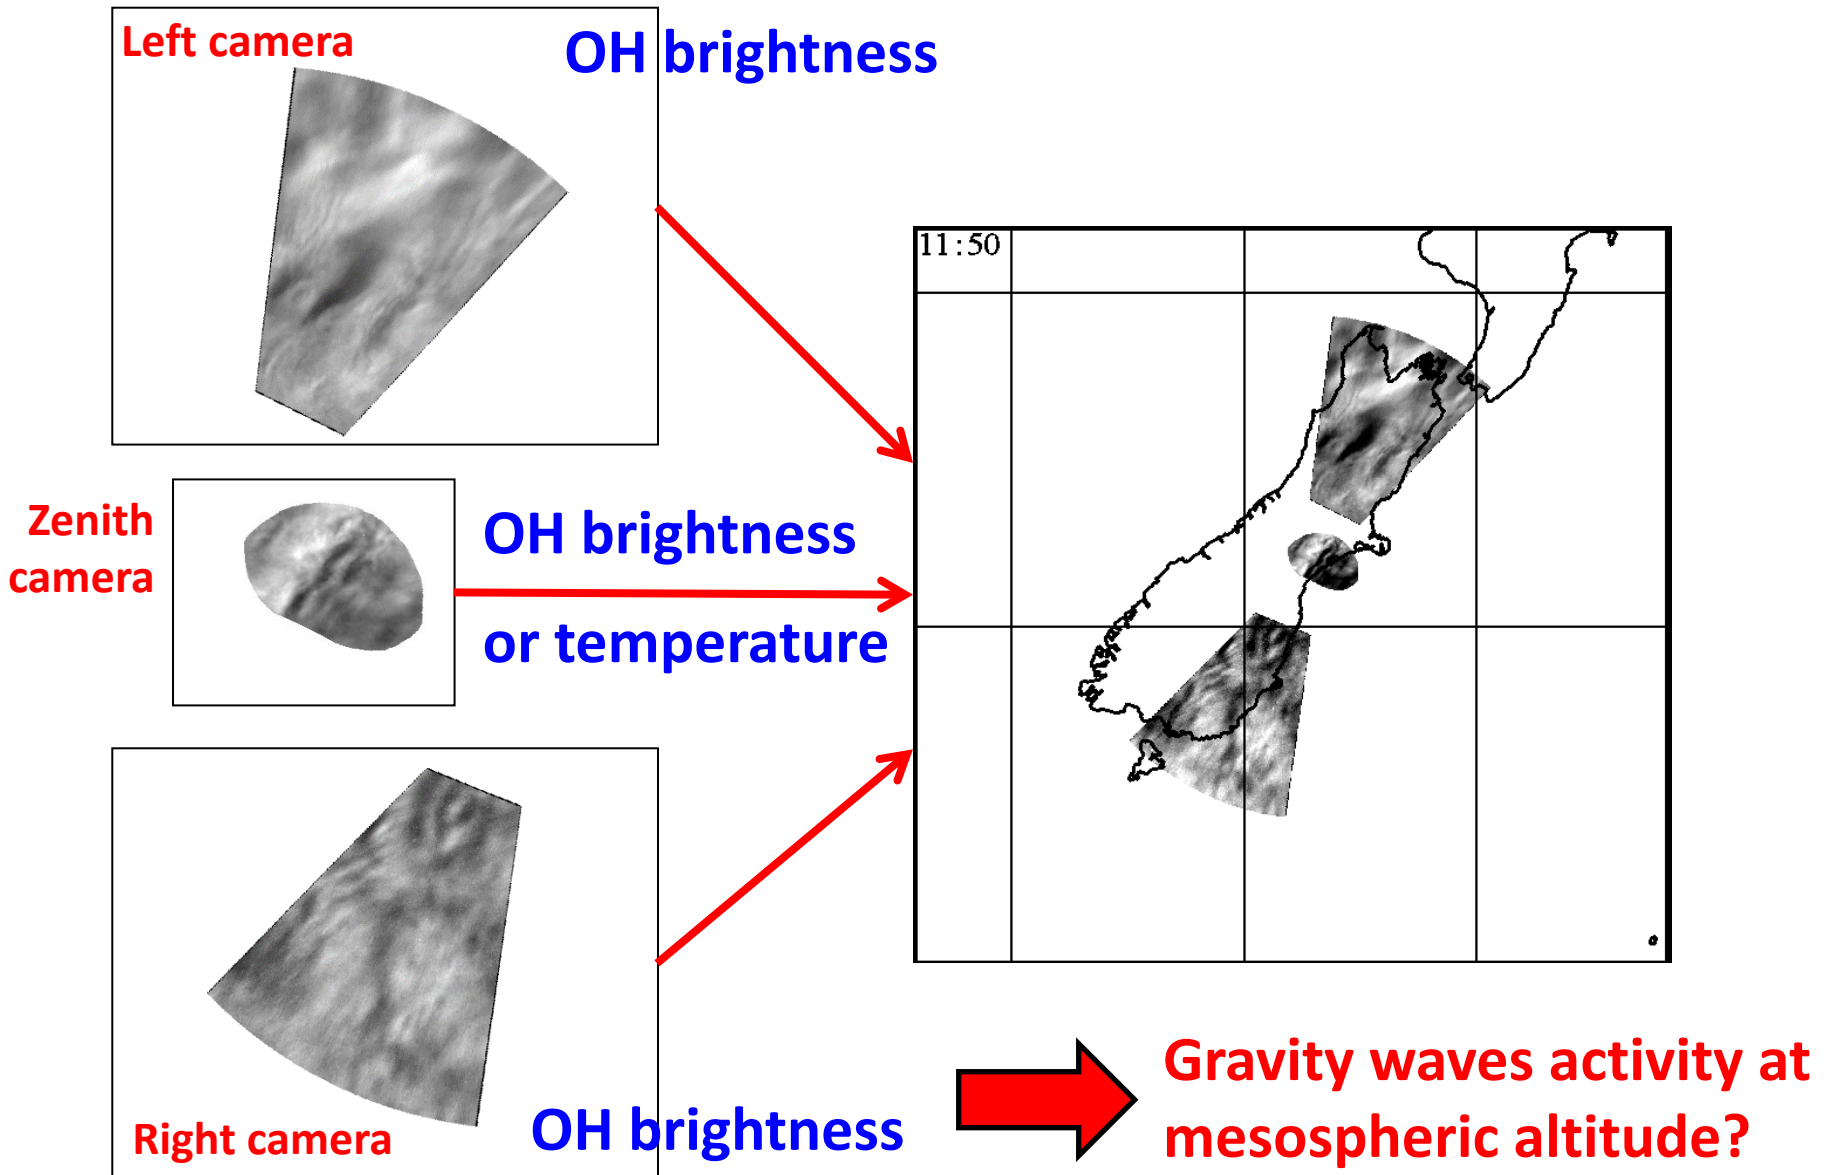 Left camera
OH brightness
11:50
Zenith
camera
OH brightness
or temperature
Right camera
OH brightness
Gravity waves activity at
mesospheric altitude?